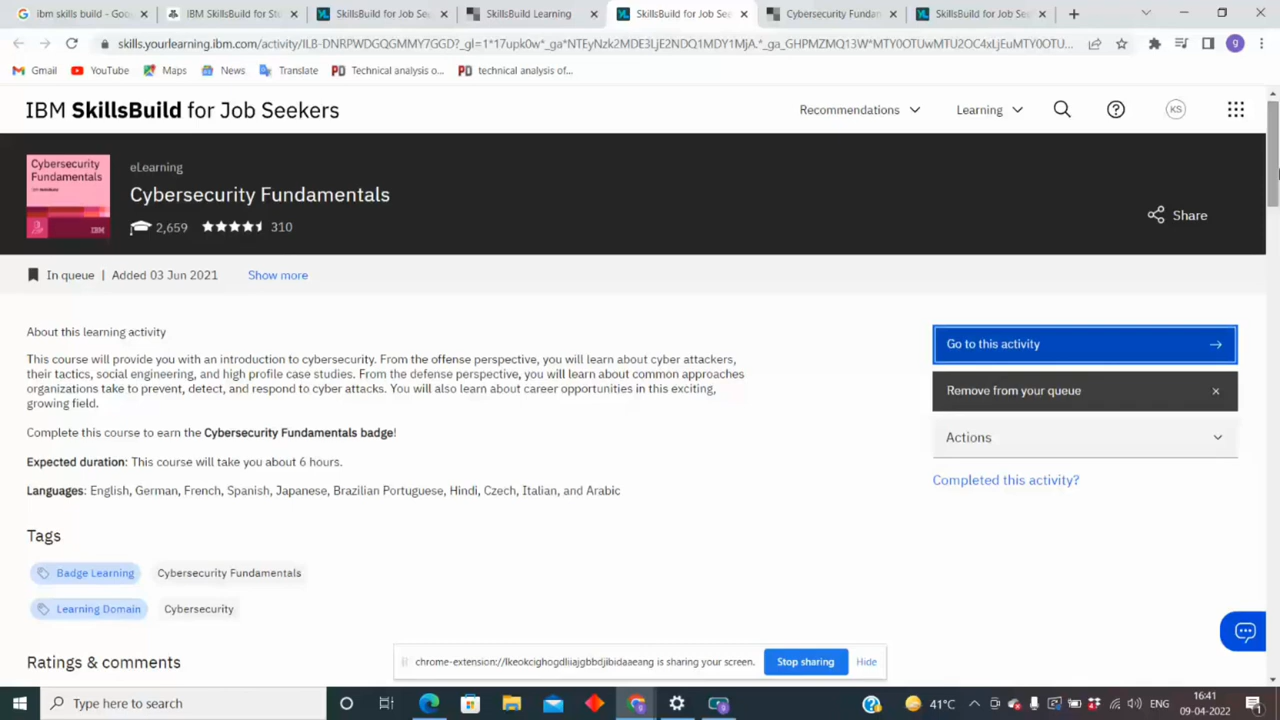 ibm skills build - Goo
IBM SkillsBuild for Stu
SkillsBuild for Job See
SkillsBuild Learning
SkillsBuild for Job See
Cybersecurity Fundam
SkillsBuild for Job See
skills.yourlearning.ibm.com/activity/ILB-DNRPWDGQGMMY7GGD?_gl=1*17upk0w*_ga*NTEyNzk2MDE3LjE2NDQ1MDY1MjA.*_ga_GHPMZMQ13W*MTY0OTUwMTU2OC4xLjEuMTY0OTU...
g
Gmail
YouTube
Maps
News
Translate
PD Technical analysis o...
PD technical analysis of...
IBM SkillsBuild for Job Seekers
Recommendations
Learning
KS
Cybersecurity
Fundamentals
IBM
eLearning
Cybersecurity Fundamentals
2,659
310
Share
In queue | Added 03 Jun 2021
Show more
About this learning activity
This course will provide you with an introduction to cybersecurity. From the offense perspective, you will learn about cyber attackers,
their tactics, social engineering, and high profile case studies. From the defense perspective, you will learn about common approaches
organizations take to prevent, detect, and respond to cyber attacks. You will also learn about career opportunities in this exciting,
growing field.
Complete this course to earn the Cybersecurity Fundamentals badge!
Expected duration: This course will take you about 6 hours.
Languages: English, German, French, Spanish, Japanese, Brazilian Portuguese, Hindi, Czech, Italian, and Arabic
Go to this activity
Remove from your queue
Actions
Completed this activity?
Tags
Badge Learning
Cybersecurity Fundamentals
Learning Domain
Cybersecurity
Ratings & comments
chrome-extension://lkeokcighogdliiajgbbdjibidaaeang is sharing your screen.
Stop sharing
Hide
Type here to search
41°C
ENG
16:41
09-04-2022
1